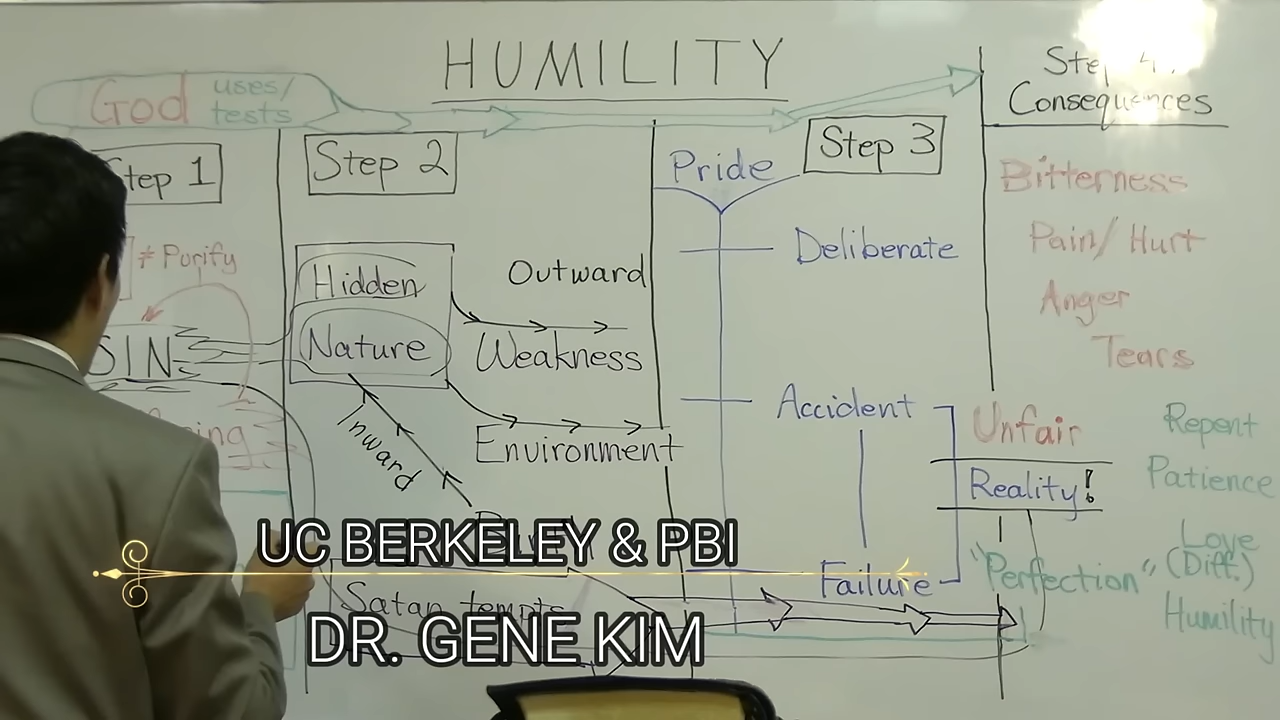 HUMILITY
God uses/
tests
Step 4:
Consequences
tep 1
Step 2
Pride
Step 3
≠ Purify
SIN
ing
Hidden
Nature
Outward
Weakness
Environment
Inward
Satan tempts
Deliberate
Accident
Failure
Bitterness
Pain/Hurt
Anger
Tears
Unfair
Reality!
"Perfection"
Repent
Patience
Love
(Diff.)
Humility
UC BERKELEY & PBI
DR. GENE KIM